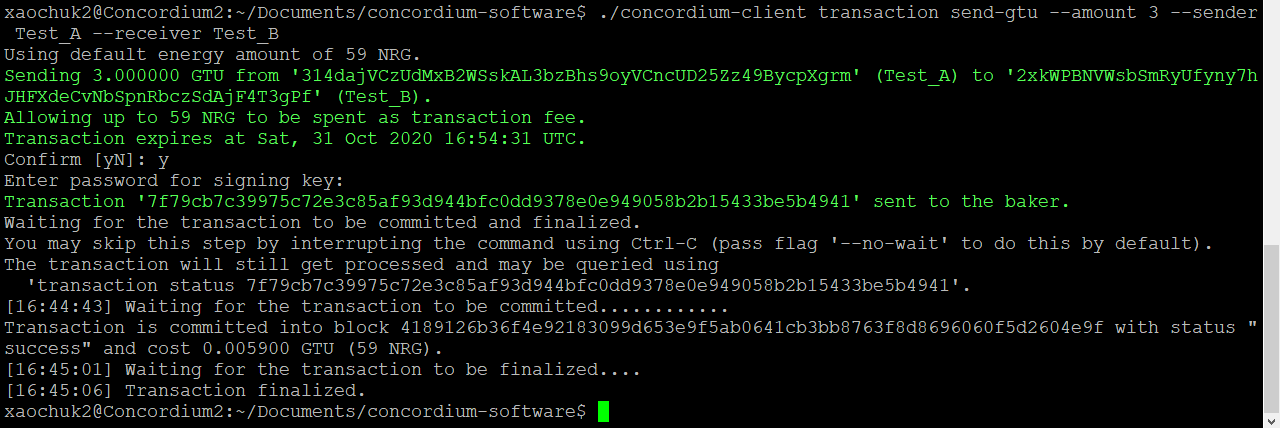 xaochuk2@Concordium2:~/Documents/concordium-software$ ./concordium-client transaction send-gtu --amount 3 --sender
 Test_A --receiver Test_B
Using default energy amount of 59 NRG.
Sending 3.000000 GTU from '314dajVCzUdMxB2WSskAL3bzBhs9oyVCncUD25Zz49BycpXgrm' (Test_A) to '2xkWPBNVWsbSmRyUfyny7h
JHFXdeCvNbSpnRbczSdAjF4T3gPf' (Test_B).
Allowing up to 59 NRG to be spent as transaction fee.
Transaction expires at Sat, 31 Oct 2020 16:54:31 UTC.
Confirm [yN]: y
Enter password for signing key:
Transaction '7f79cb7c39975c72e3c85af93d944bfc0dd9378e0e949058b2b15433be5b4941' sent to the baker.
Waiting for the transaction to be committed and finalized.
You may skip this step by interrupting the command using Ctrl-C (pass flag '--no-wait' to do this by default).
The transaction will still get processed and may be queried using
  'transaction status 7f79cb7c39975c72e3c85af93d944bfc0dd9378e0e949058b2b15433be5b4941'.
[16:44:43] Waiting for the transaction to be committed............
Transaction is committed into block 4189126b36f4e92183099d653e9f5ab0641cb3bb8763f8d8696060f5d2604e9f with status "
success" and cost 0.005900 GTU (59 NRG).
[16:45:01] Waiting for the transaction to be finalized....
[16:45:06] Transaction finalized.
xaochuk2@Concordium2:~/Documents/concordium-software$